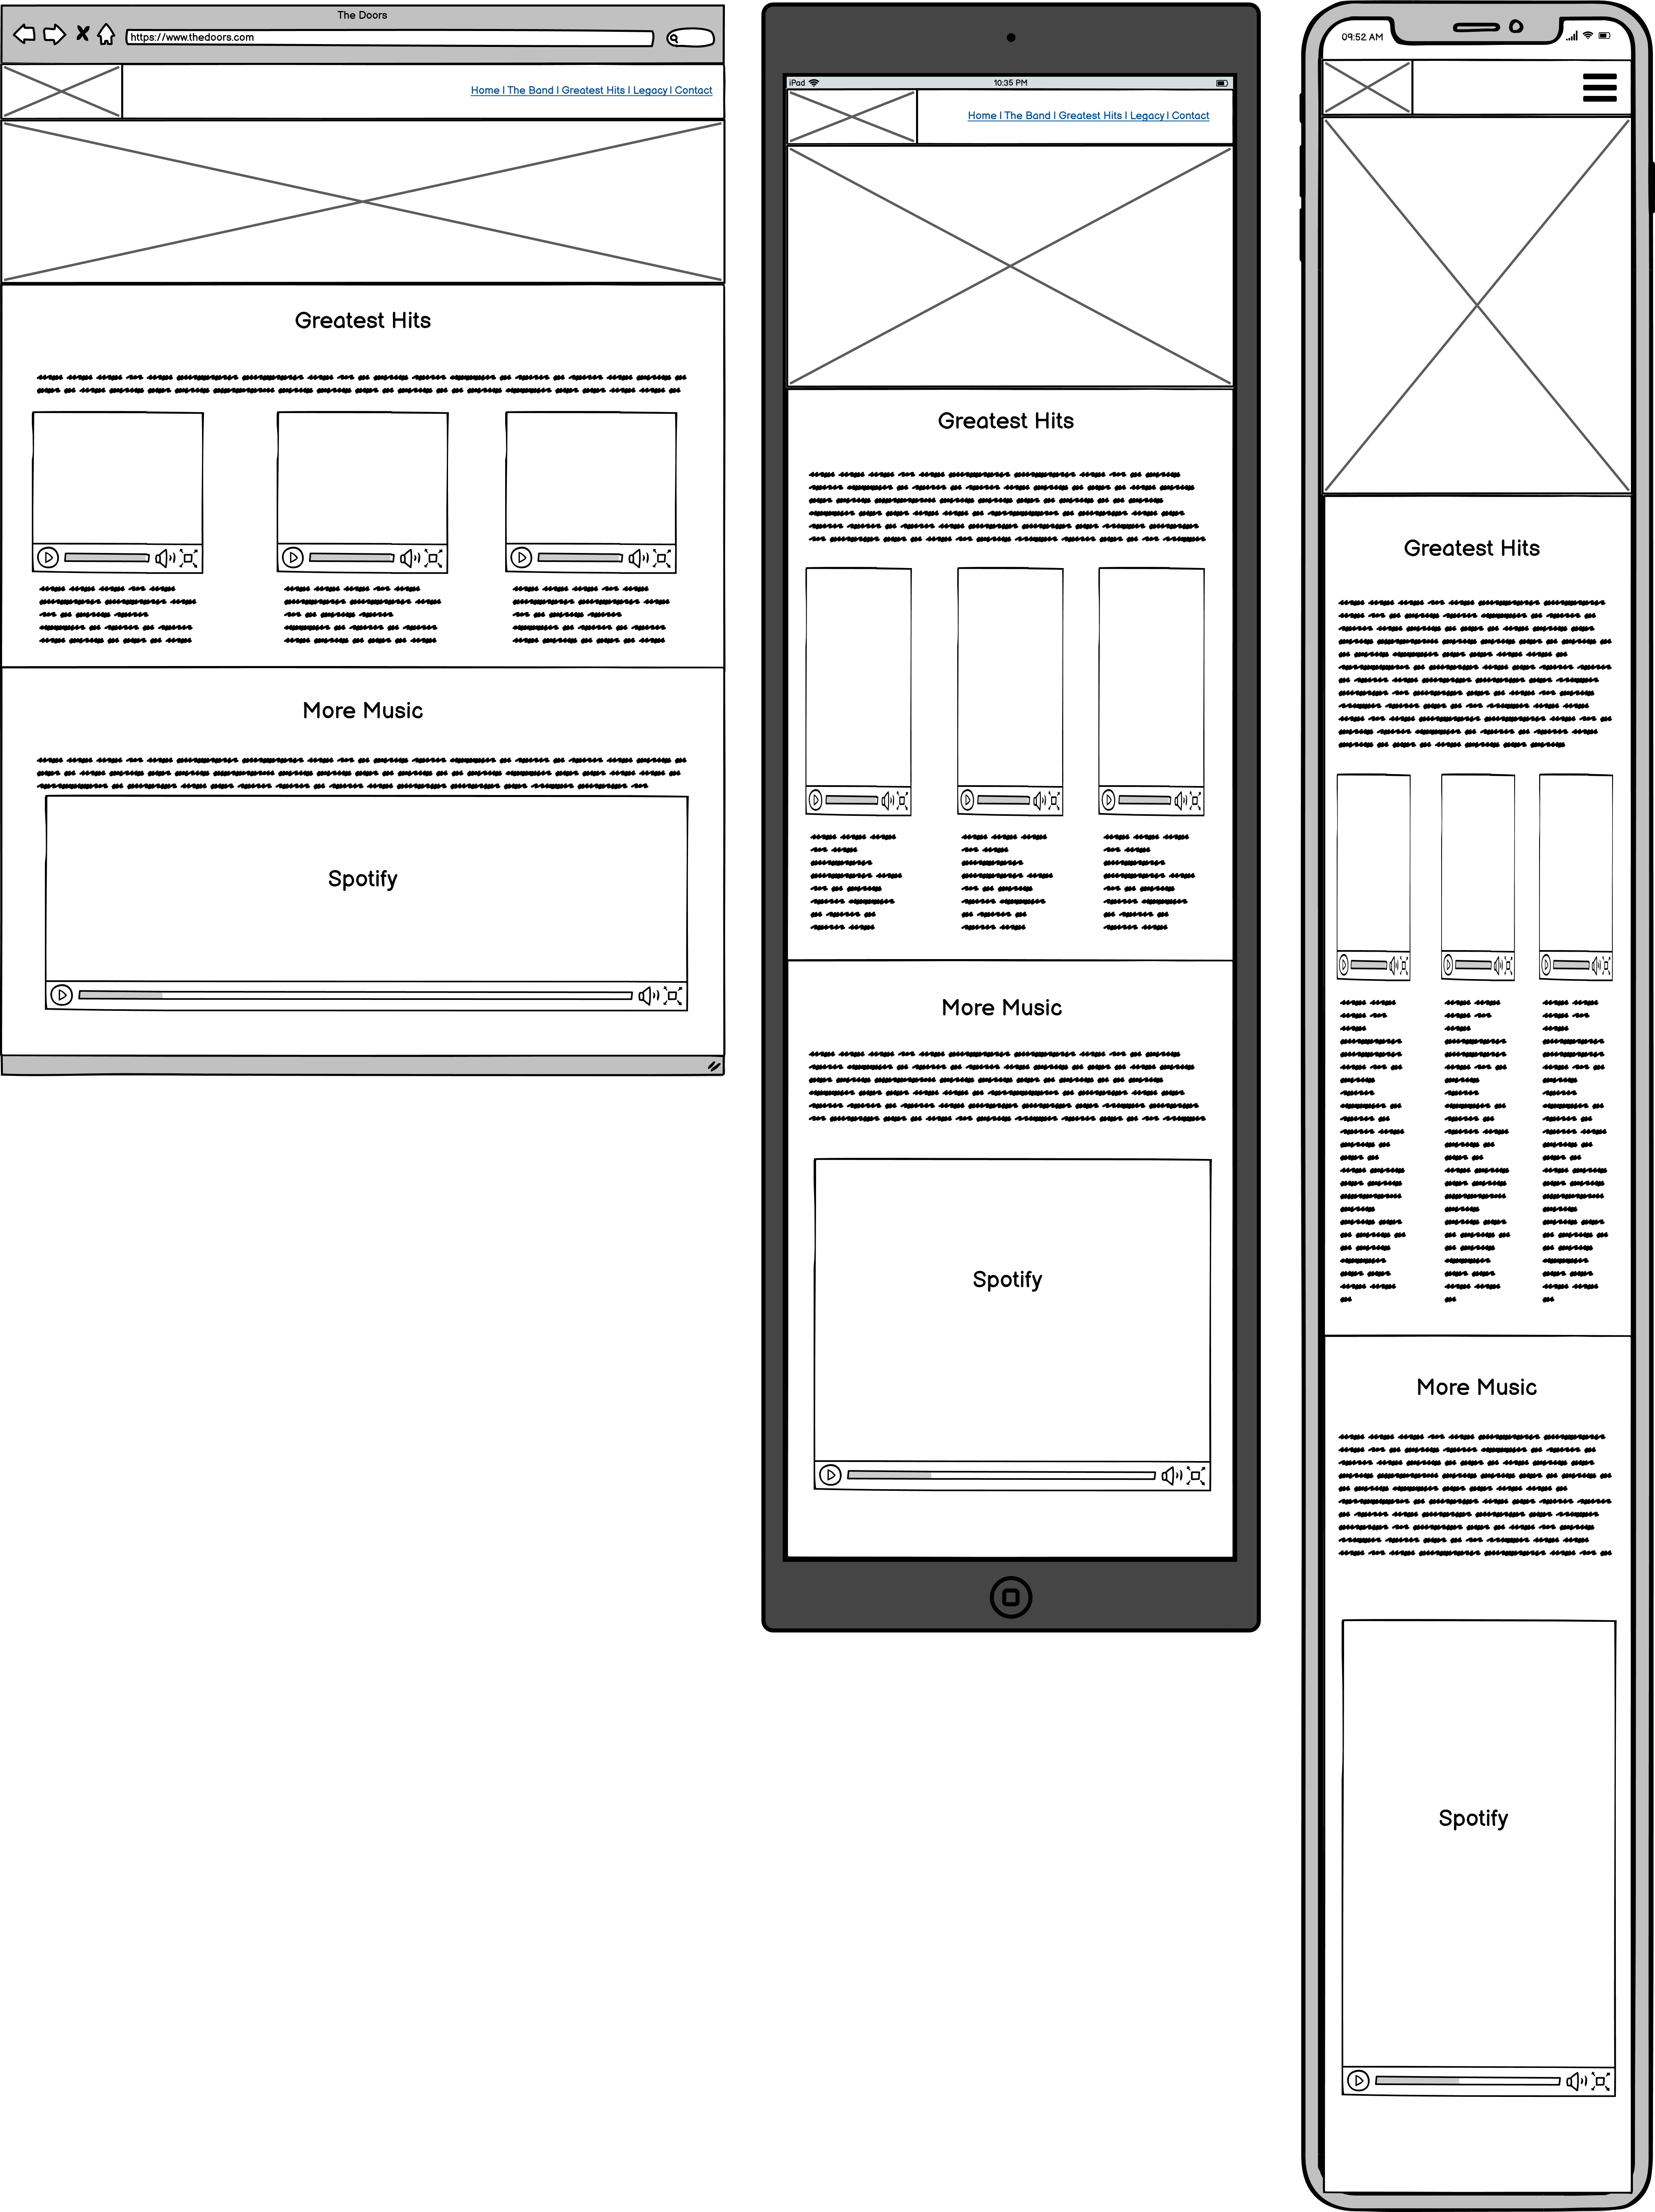 The Doors
https://www.thedoors.com
Home | The Band | Greatest Hits | Legacy | Contact
Greatest Hits
More Music
Spotify
iPad
10:35 PM
Home | The Band | Greatest Hits | Legacy | Contact
Greatest Hits
More Music
Spotify
09:52 AM
Greatest Hits
More Music
Spotify